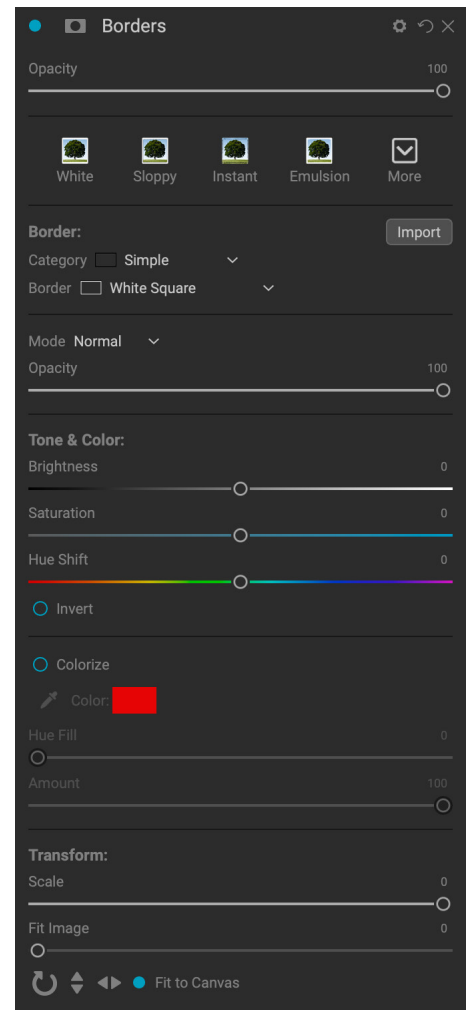 Borders
Opacity 100
White Sloppy Instant Emulsion More
Border: Import
Category Simple
Border White Square
Mode Normal
Opacity 100
Tone & Color:
Brightness 0
Saturation 0
Hue Shift 0
Invert
Colorize
Color:
Hue Fill 0
Amount 100
Transform:
Scale 0
Fit Image 0
Fit to Canvas